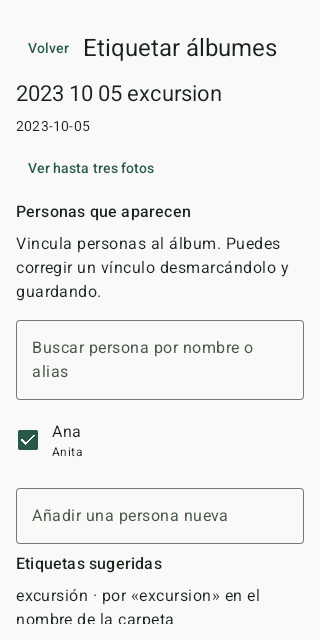 Volver Etiquetar álbumes
2023 10 05 excursion
2023-10-05
Ver hasta tres fotos
Personas que aparecen
Vincula personas al álbum. Puedes
corregir un vínculo desmarcándolo y
guardando.
Buscar persona por nombre o
alias
Ana
Anita
Añadir una persona nueva
Etiquetas sugeridas
excursión · por «excursion» en el
nombre de la carpeta